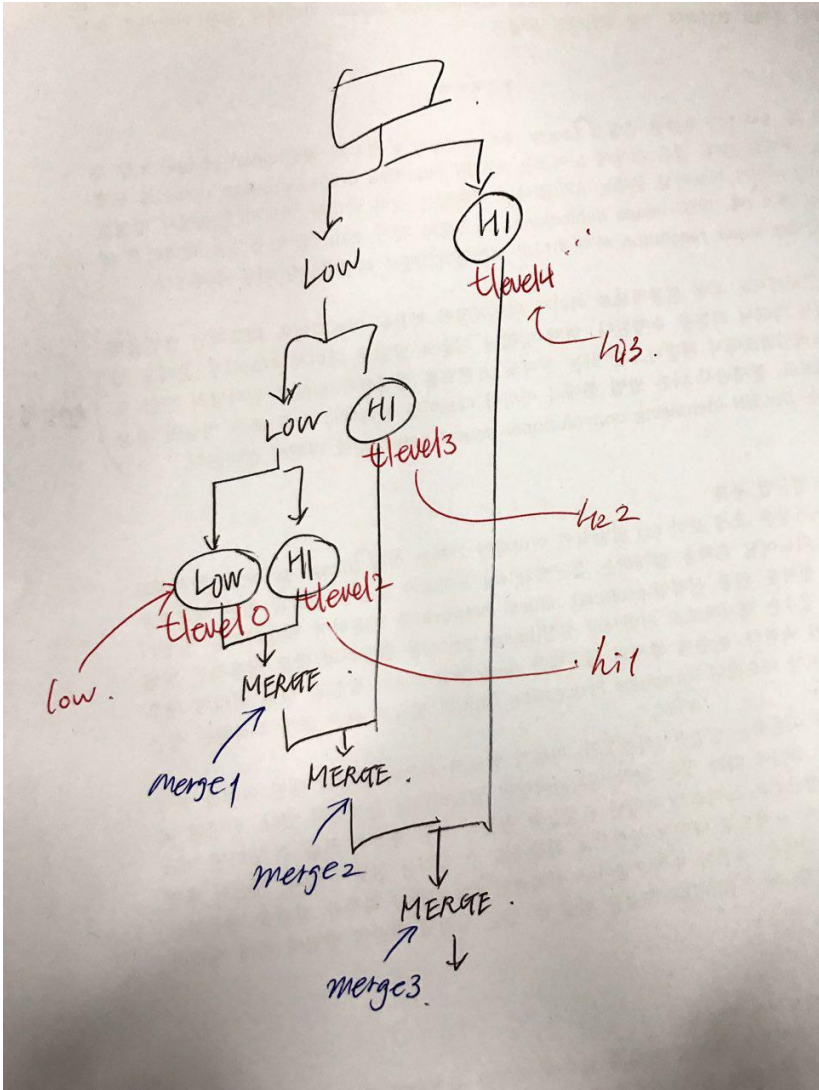 HI
LOW
tlevel4
hi3.
LOW
HI
tlevel3
LOW
HI
tlevel0
tlevel2
hi1
low.
MERGE
merge1
MERGE.
merge2
MERGE.
merge3.